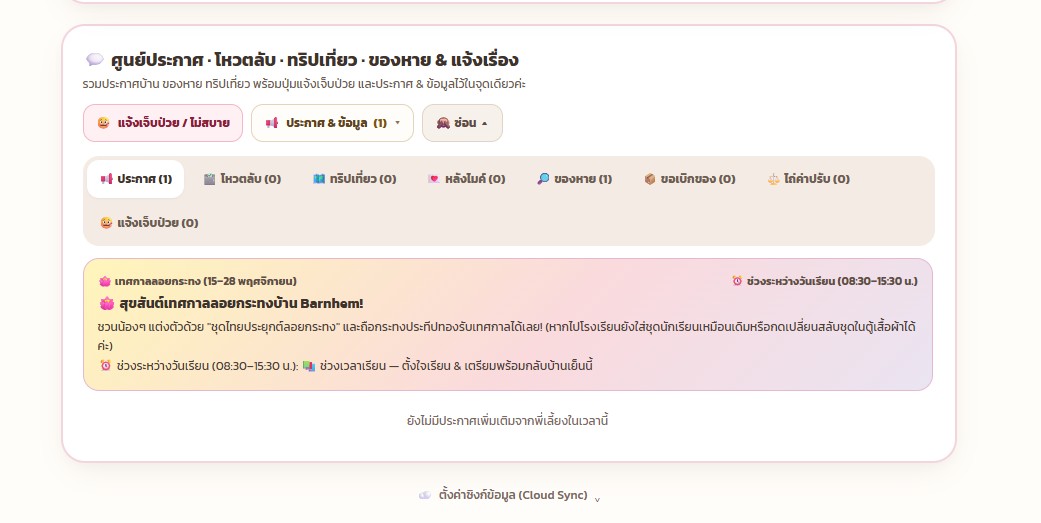 ศูนย์ประกาศ · โหวตลับ · ทริปเที่ยว · ของหาย & แจ้งเรื่อง
รวมประกาศบ้าน ของหาย ทริปเที่ยว พร้อมปุ่มแจ้งเจ็บป่วย และประกาศ & ข้อมูลไว้ในจุดเดียวค่ะ
แจ้งเจ็บป่วย / ไม่สบาย
ประกาศ & ข้อมูล (1)
ซ่อน
ประกาศ (1)
โหวตลับ (0)
ทริปเที่ยว (0)
หลังไมค์ (0)
ของหาย (1)
ขอเบิกของ (0)
ไถ่ค่าปรับ (0)
แจ้งเจ็บป่วย (0)
เทศกาลลอยกระทง (15–28 พฤศจิกายน)
ช่วงระหว่างวันเรียน (08:30–15:30 น.)
สุขสันต์เทศกาลลอยกระทงบ้าน Barnhem!
ชวนน้องๆ แต่งตัวด้วย "ชุดไทยประยุกต์ลอยกระทง" และถือกระทงประทีปทองรับเทศกาลได้เลย! (หากไปโรงเรียนยังใส่ชุดนักเรียนเหมือนเดิมหรือกดเปลี่ยนสลับชุดในตู้เสื้อผ้าได้
ค่ะ)
ช่วงระหว่างวันเรียน (08:30–15:30 น.): ช่วงเวลาเรียน — ตั้งใจเรียน & เตรียมพร้อมกลับบ้านเย็นนี้
ยังไม่มีประกาศเพิ่มเติมจากพี่เลี้ยงในเวลานี้
ตั้งค่าซิงก์ข้อมูล (Cloud Sync)